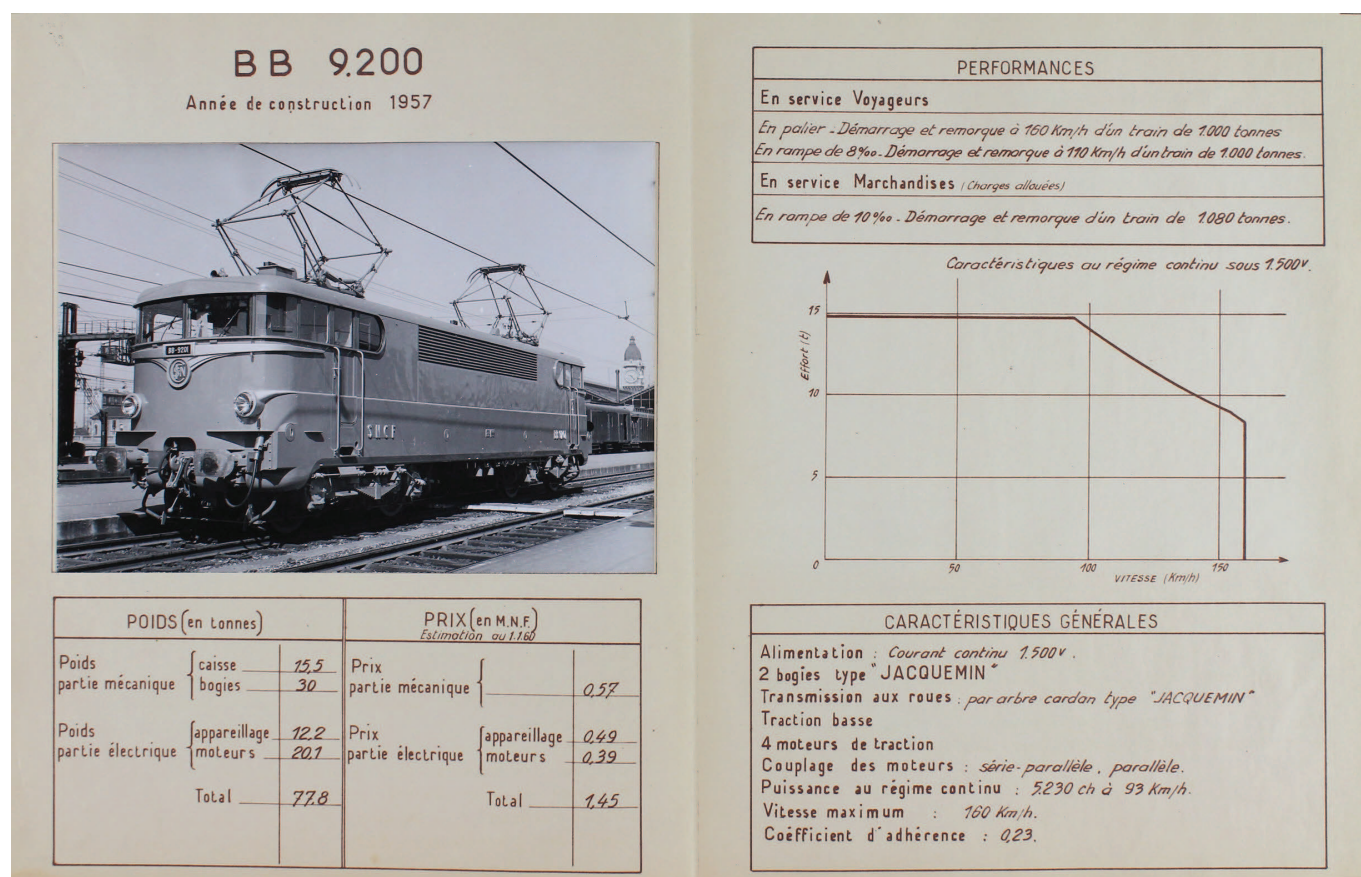 BB 9.200
Année de construction 1957
BB-9201
SNCF
POIDS (en tonnes)
Poids
partie mécanique
caisse 15,5
bogies 30
Poids
partie électrique
appareillage 12,2
moteurs 20,1
Total 77,8
PRIX (en M.N.F.)
Estimation au 1.1.60
Prix
partie mécanique 0,57
Prix
partie électrique
appareillage 0,49
moteurs 0,39
Total 1,45
PERFORMANCES
En service Voyageurs
En palier - Démarrage et remorque à 160 Km/h d'un train de 1.000 tonnes
En rampe de 8‰ - Démarrage et remorque à 110 Km/h d'un train de 1.000 tonnes.
En service Marchandises (Charges allouées)
En rampe de 10‰ - Démarrage et remorque d'un train de 1.080 tonnes.
Caractéristiques au régime continu sous 1.500v.
Effort (t)
15
10
5
0
50
100
150
VITESSE (Km/h)
CARACTÉRISTIQUES GÉNÉRALES
Alimentation : Courant continu 1.500v.
2 bogies type "JACQUEMIN"
Transmission aux roues : par arbre cardan type "JACQUEMIN"
Traction basse
4 moteurs de traction
Couplage des moteurs : série-parallèle, parallèle.
Puissance au régime continu : 5.230 ch à 93 Km/h.
Vitesse maximum : 160 Km/h.
Coéfficient d'adhérence : 0,23.